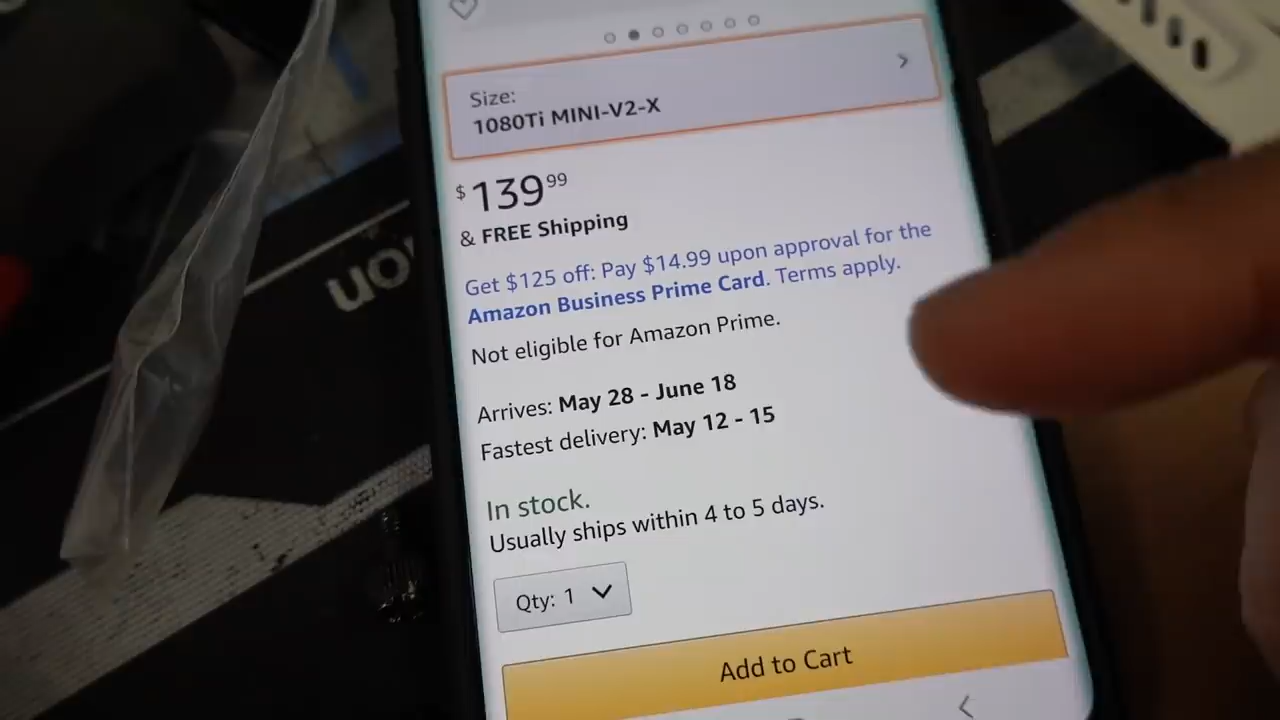 Size:
1080Ti MINI-V2-X
$139.99
& FREE Shipping
Get $125 off: Pay $14.99 upon approval for the
Amazon Business Prime Card. Terms apply.
Not eligible for Amazon Prime.
Arrives: May 28 - June 18
Fastest delivery: May 12 - 15
In stock.
Usually ships within 4 to 5 days.
Qty: 1
Add to Cart